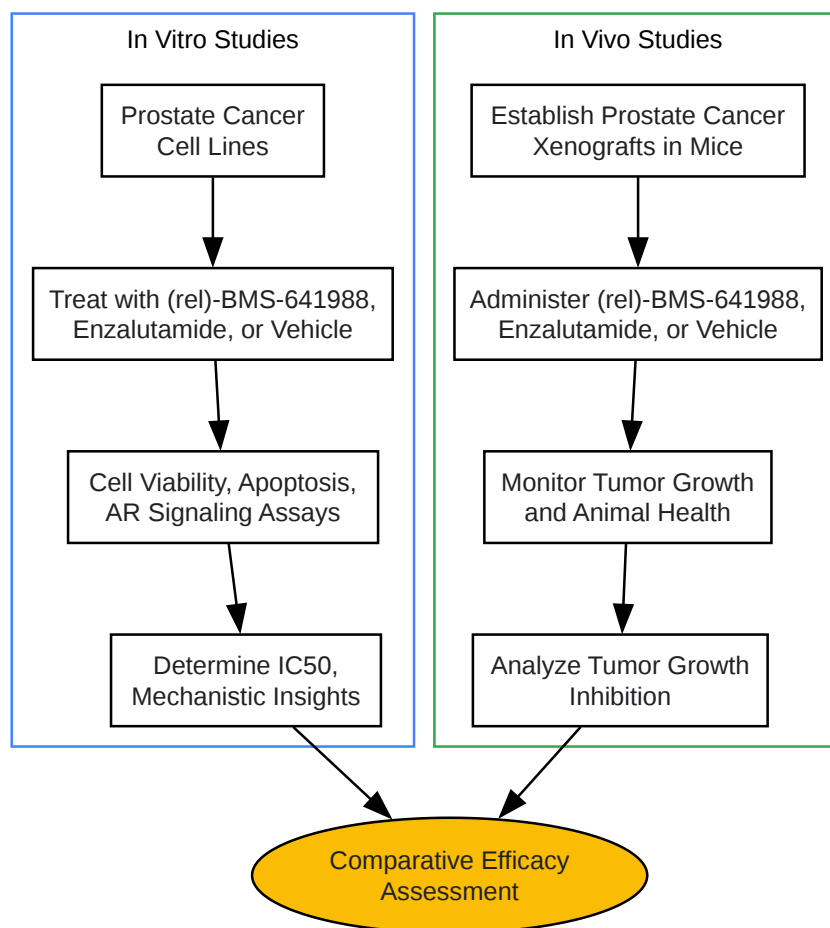 In Vitro Studies
Prostate Cancer
Cell Lines
Treat with (rel)-BMS-641988,
Enzalutamide, or Vehicle
Cell Viability, Apoptosis,
AR Signaling Assays
Determine IC50,
Mechanistic Insights
In Vivo Studies
Establish Prostate Cancer
Xenografts in Mice
Administer (rel)-BMS-641988,
Enzalutamide, or Vehicle
Monitor Tumor Growth
and Animal Health
Analyze Tumor Growth
Inhibition
Comparative Efficacy
Assessment